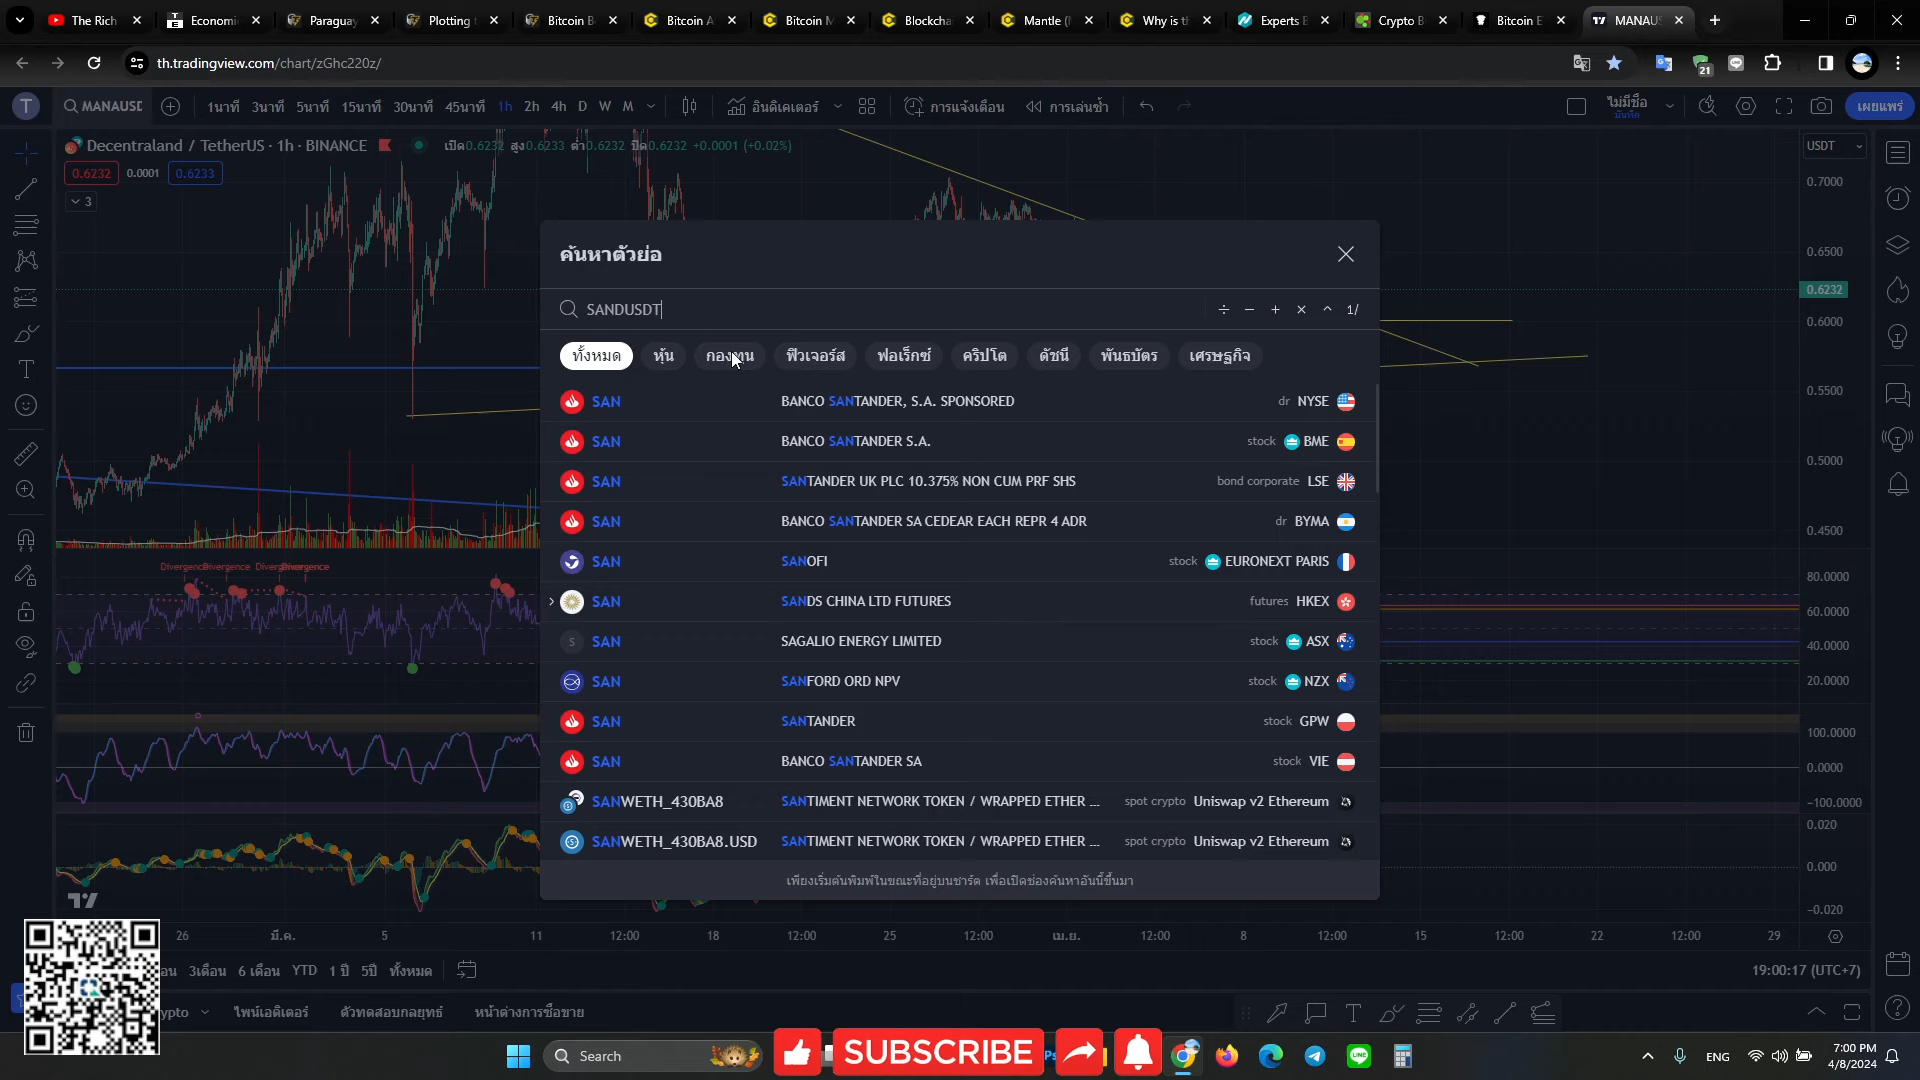 The Rich
Economi
Paraguay
Plotting t
Bitcoin B
Bitcoin A
Bitcoin M
Blockcha
Mantle (
Why is th
Experts B
Crypto B
Bitcoin E
MANAUS
th.tradingview.com/chart/zGhc220z/
21
T
MANAUSD
1นาที 3นาที 5นาที 15นาที 30นาที 45นาที 1h 2h 4h D W M
อินดิเคเตอร์
การแจ้งเตือน
การเล่นซ้ำ
ไม่มีชื่อ
บันทึก
เผยแพร่
Decentraland / TetherUS · 1h · BINANCE
เปิด0.6232 สูง0.6233 ต่ำ0.6232 ปิด0.6232 +0.0001 (+0.02%)
0.6232 0.0001 0.6233
3
USDT
0.7000
0.6500
0.6232
0.6000
0.5500
0.5000
0.4500
80.0000
60.0000
40.0000
20.0000
100.0000
0.0000
−100.0000
0.020
0.000
−0.020
ค้นหาตัวย่อ
SANDUSDT
÷ − + × ^ 1/
ทั้งหมด หุ้น กองทุน ฟิวเจอร์ส ฟอเร็กซ์ คริปโต ดัชนี พันธบัตร เศรษฐกิจ
SAN BANCO SANTANDER, S.A. SPONSORED dr NYSE
SAN BANCO SANTANDER S.A. stock BME
SAN SANTANDER UK PLC 10.375% NON CUM PRF SHS bond corporate LSE
SAN BANCO SANTANDER SA CEDEAR EACH REPR 4 ADR dr BYMA
SAN SANOFI stock EURONEXT PARIS
SAN SANDS CHINA LTD FUTURES futures HKEX
S SAN SAGALIO ENERGY LIMITED stock ASX
SAN SANFORD ORD NPV stock NZX
SAN SANTANDER stock GPW
SAN BANCO SANTANDER SA stock VIE
SANWETH_430BA8 SANTIMENT NETWORK TOKEN / WRAPPED ETHER ... spot crypto Uniswap v2 Ethereum
SANWETH_430BA8.USD SANTIMENT NETWORK TOKEN / WRAPPED ETHER ... spot crypto Uniswap v2 Ethereum
เพียงเริ่มต้นพิมพ์ในขณะที่อยู่บนชาร์ต เพื่อเปิดช่องค้นหาอันนี้ขึ้นมา
Divergence
26 มี.ค. 5 11 12:00 18 12:00 25 12:00 เม.ย. 12:00 8 12:00 15 12:00 22 12:00 29
3เดือน 6 เดือน YTD 1 ปี 5ปี ทั้งหมด
19:00:17 (UTC+7)
ypto ไพน์เอดิเตอร์ ตัวทดสอบกลยุทธ์ หน้าต่างการซื้อขาย
Search
SUBSCRIBE
ENG
7:00 PM
4/8/2024